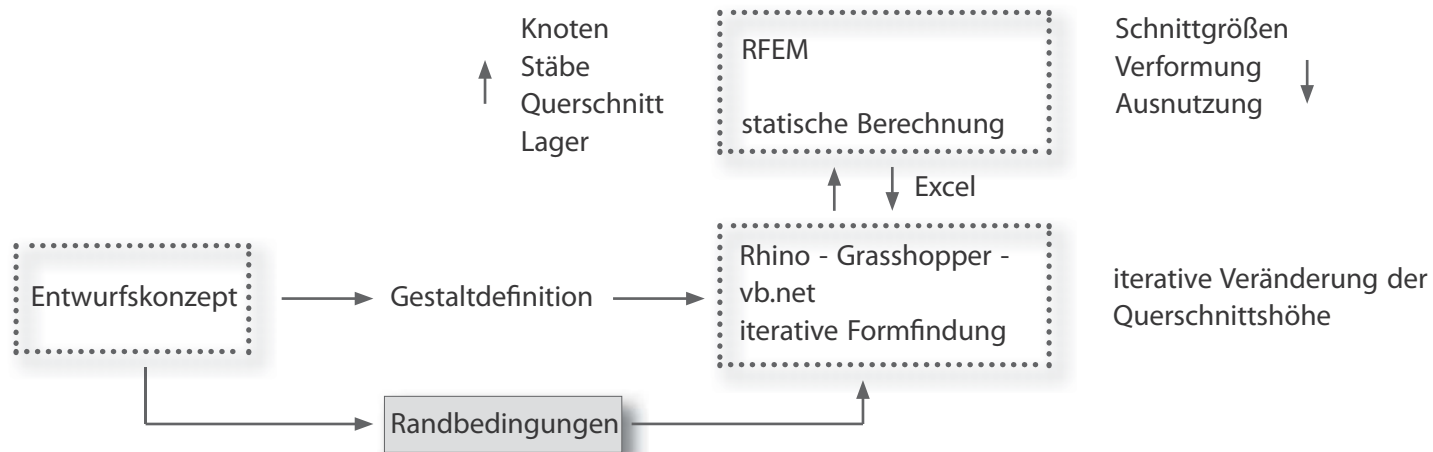 Knoten
Stäbe
Querschnitt
Lager
RFEM
statische Berechnung
Schnittgrößen
Verformung
Ausnutzung
Excel
Entwurfskonzept
Gestaltdefinition
Rhino - Grasshopper -
vb.net
iterative Formfindung
iterative Veränderung der
Querschnittshöhe
Randbedingungen